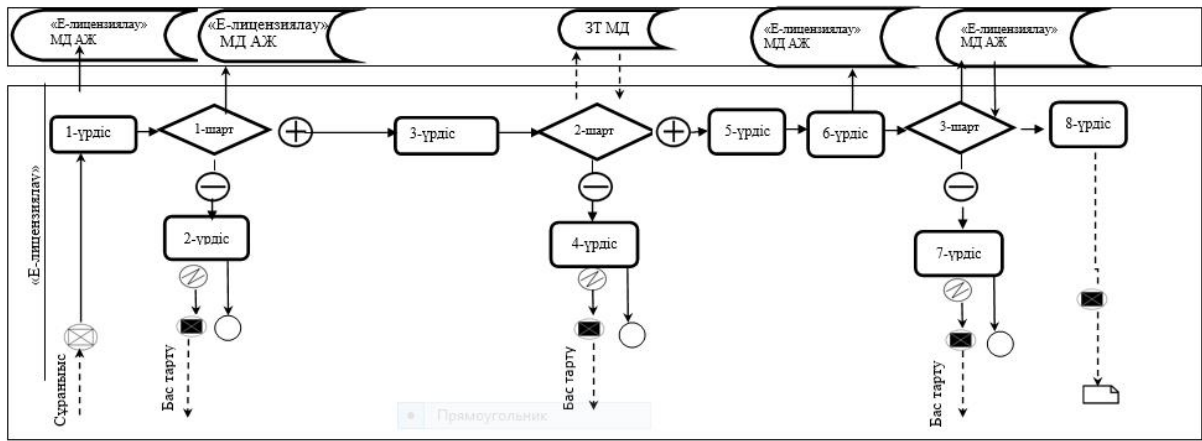 «Е-лицензиялау»
МД АЖ
«Е-лицензиялау»
МД АЖ
ЗТ МД
«Е-лицензиялау»
МД АЖ
«Е-лицензиялау»
МД АЖ
1-үрдіс
1-шарт
3-үрдіс
2-шарт
5-үрдіс
6-үрдіс
3-шарт
8-үрдіс
2-үрдіс
4-үрдіс
7-үрдіс
«Е-лицензиялау»
Сұраныыс
Бас тарту
Бас тарту
Бас тарту
Прямоугольник